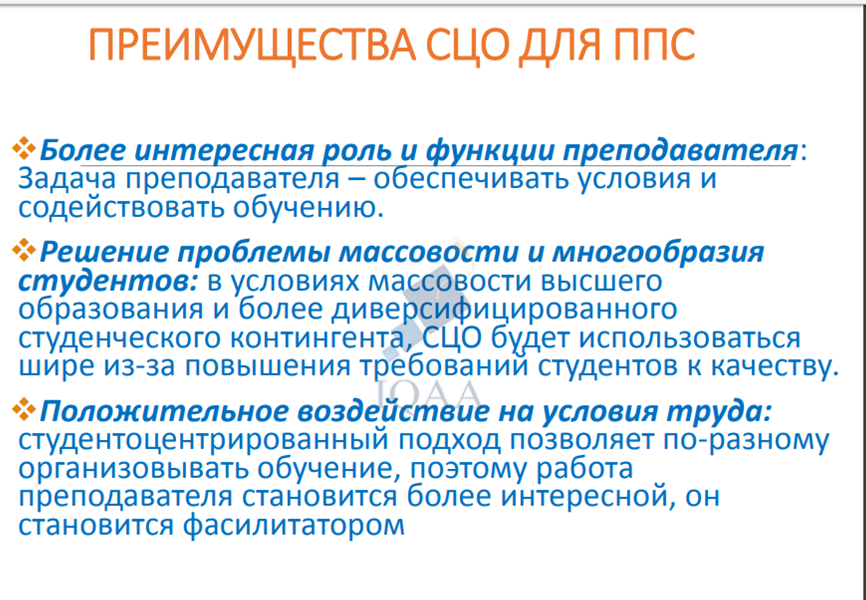 ПРЕИМУЩЕСТВА СЦО ДЛЯ ППС
❖Более интересная роль и функции преподавателя:
Задача преподавателя – обеспечивать условия и
содействовать обучению.
❖Решение проблемы массовости и многообразия
студентов: в условиях массовости высшего
образования и более диверсифицированного
студенческого контингента, СЦО будет использоваться
шире из-за повышения требований студентов к качеству.
IQAA
❖Положительное воздействие на условия труда:
студентоцентрированный подход позволяет по-разному
организовывать обучение, поэтому работа
преподавателя становится более интересной, он
становится фасилитатором